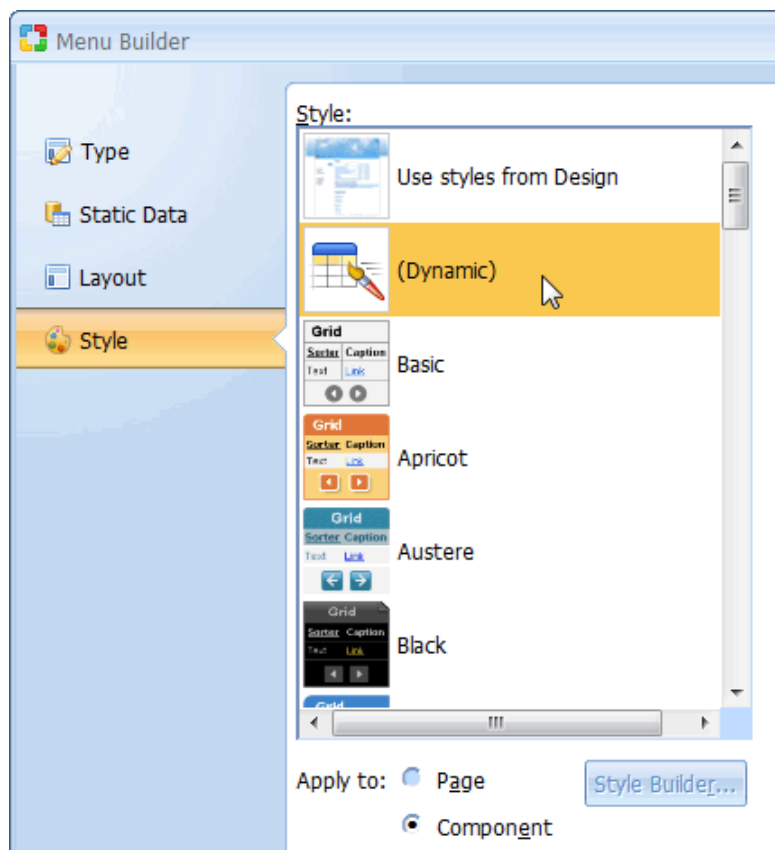 Menu Builder
Type
Static Data
Layout
Style
Style:
Use styles from Design
(Dynamic)
Grid
Sorter Caption
Text Link
Basic
Grid
Sorter Caption
Text Link
Apricot
Grid
Sorter Caption
Text Link
Austere
Grid
Sorter Caption
Text Link
Black
Grid
Apply to:
Page
Style Builder...
Component